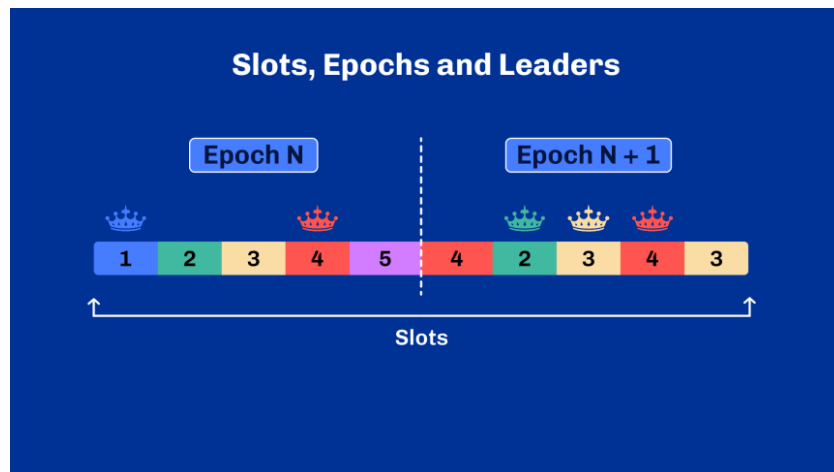 Slots, Epochs and Leaders
Epoch N
Epoch N + 1
1 2 3 4 5 4 2 3 4 3
Slots